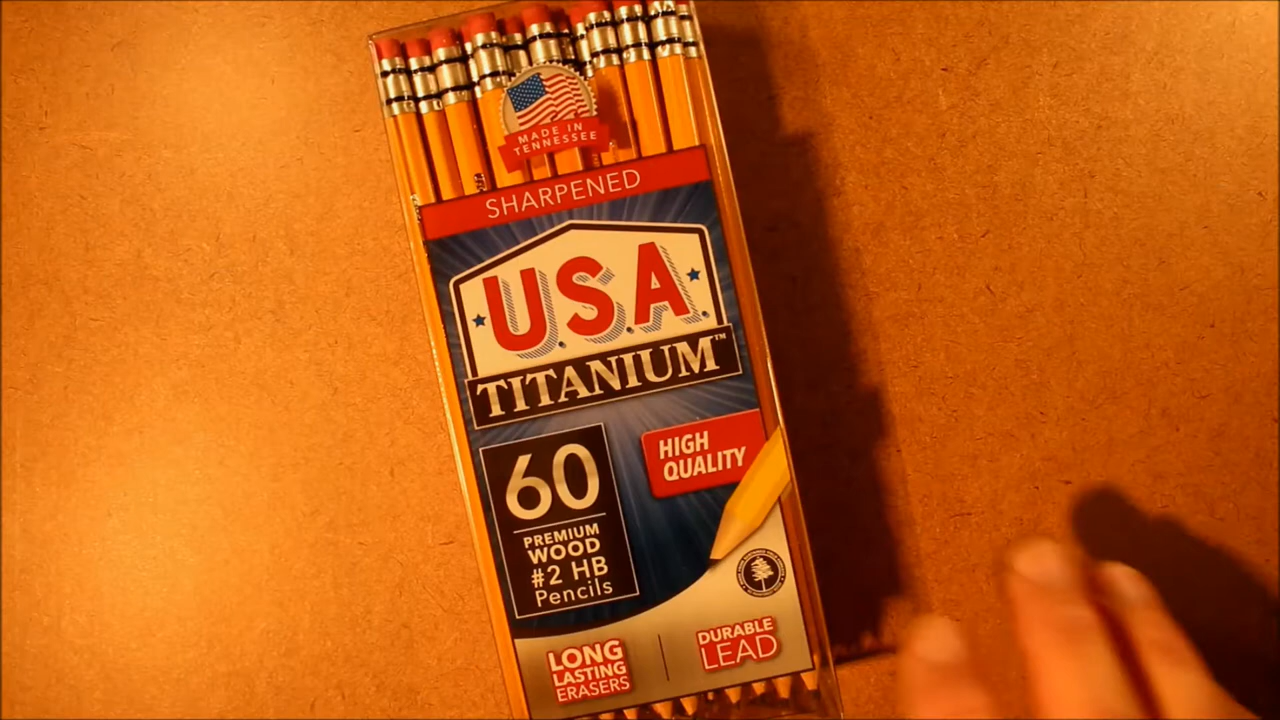 MADE IN
TENNESSEE
SHARPENED
U.S.A.
TITANIUM™
HIGH
QUALITY
60
PREMIUM
WOOD
#2 HB
Pencils
LONG
LASTING
ERASERS
DURABLE
LEAD